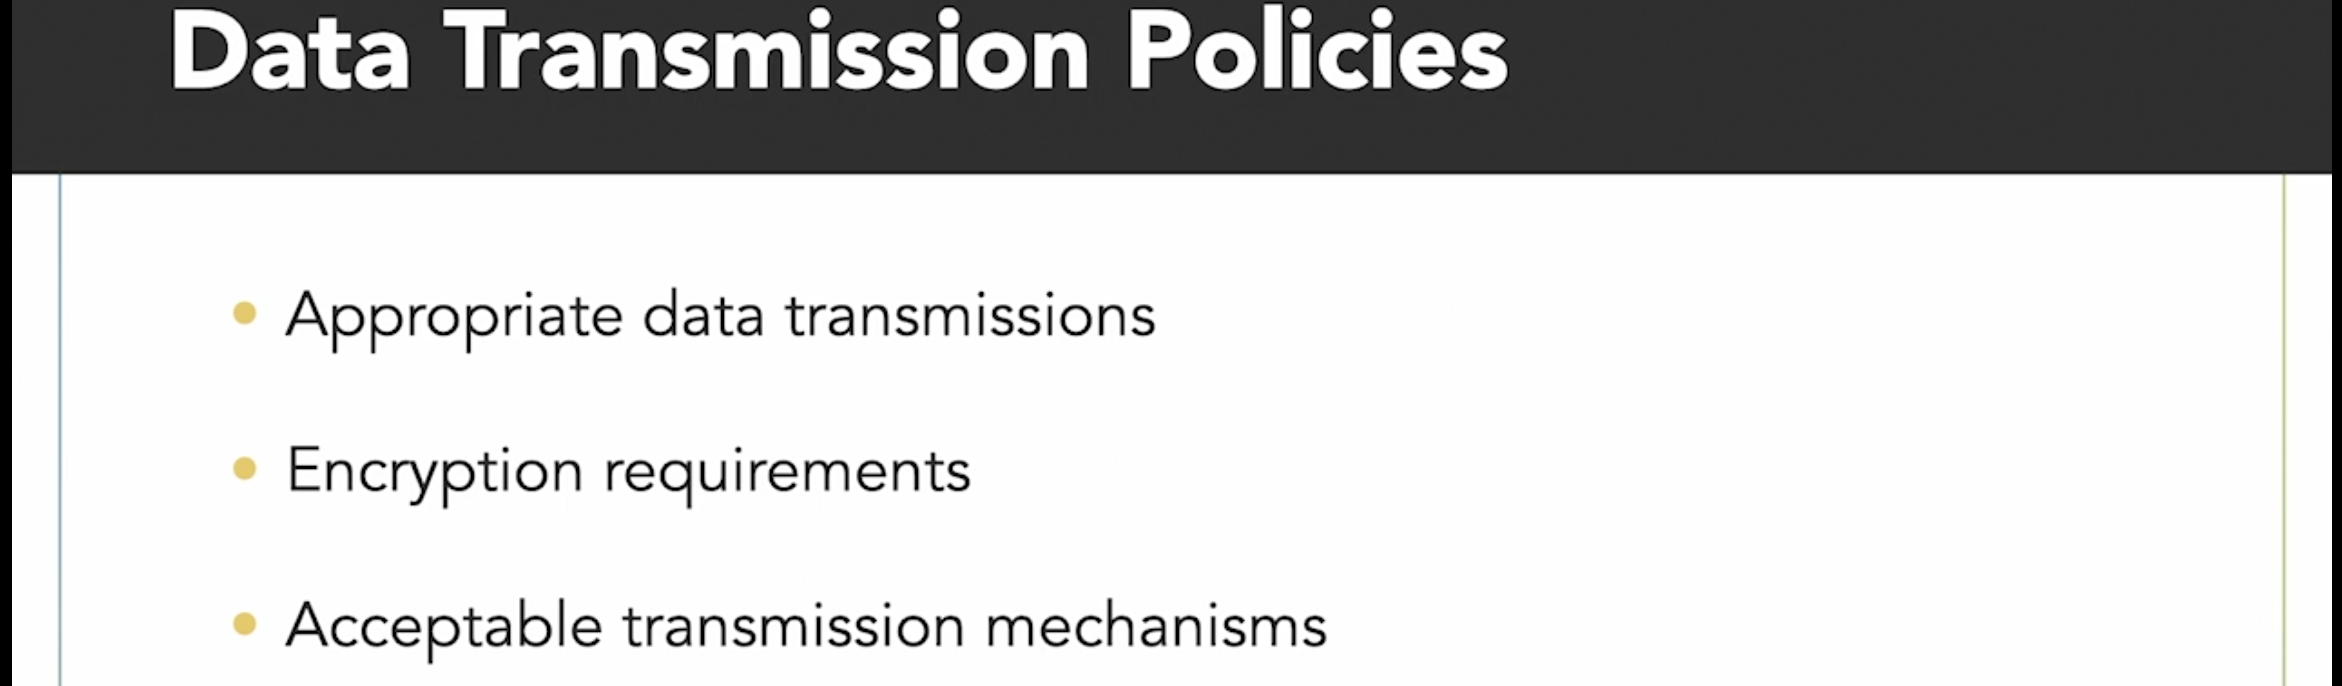 Data Transmission Policies
Appropriate data transmissions
Encryption requirements
Acceptable transmission mechanisms